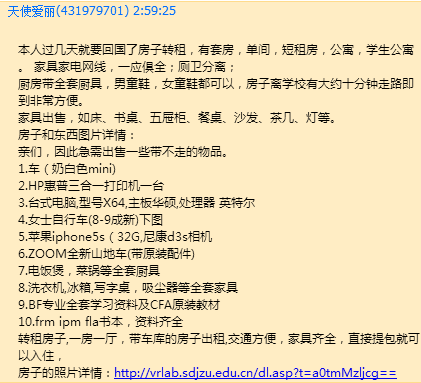 天使爱丽(431979701) 2:59:25
本人过几天就要回国了房子转租，有套房，单间，短租房，公寓，学生公寓
。 家具家电网线，一应俱全；厕卫分离；
厨房带全套厨具，男童鞋，女童鞋都可以，房子离学校有大约十分钟走路即
到非常方便。
家具出售，如床、书桌、五屉柜、餐桌、沙发、茶几、灯等。
房子和东西图片详情：
亲们，因此急需出售一些带不走的物品。
1.车 ( 奶白色mini)
2.HP惠普三合一打印机一台
3.台式电脑,型号X64,主板华硕,处理器 英特尔
4.女士自行车(8-9成新)下图
5.苹果iphone5s ( 32G,尼康d3s相机
6.ZOOM全新山地车(带原装配件)
7.电饭煲，菜锅等全套厨具
8.洗衣机,冰箱,写字桌，吸尘器等全套家具
9.BF专业全套学习资料及CFA原装教材
10.frm ipm fla书本，资料齐全
转租房子,一房一厅，带车库的房子出租,交通方便，家具齐全，直接提包就可
以入住，
房子的照片详情：http://vrlab.sdjzu.edu.cn/dl.asp?t=a0tmMzljcg==